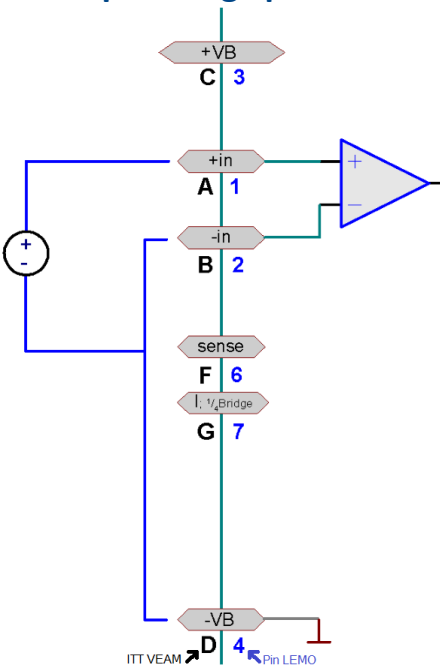 +VB
C 3
+in
A 1
+
-in
−
B 2
+
-
sense
F 6
I; 1/4Bridge
G 7
-VB
D 4
ITT VEAM
Pin LEMO